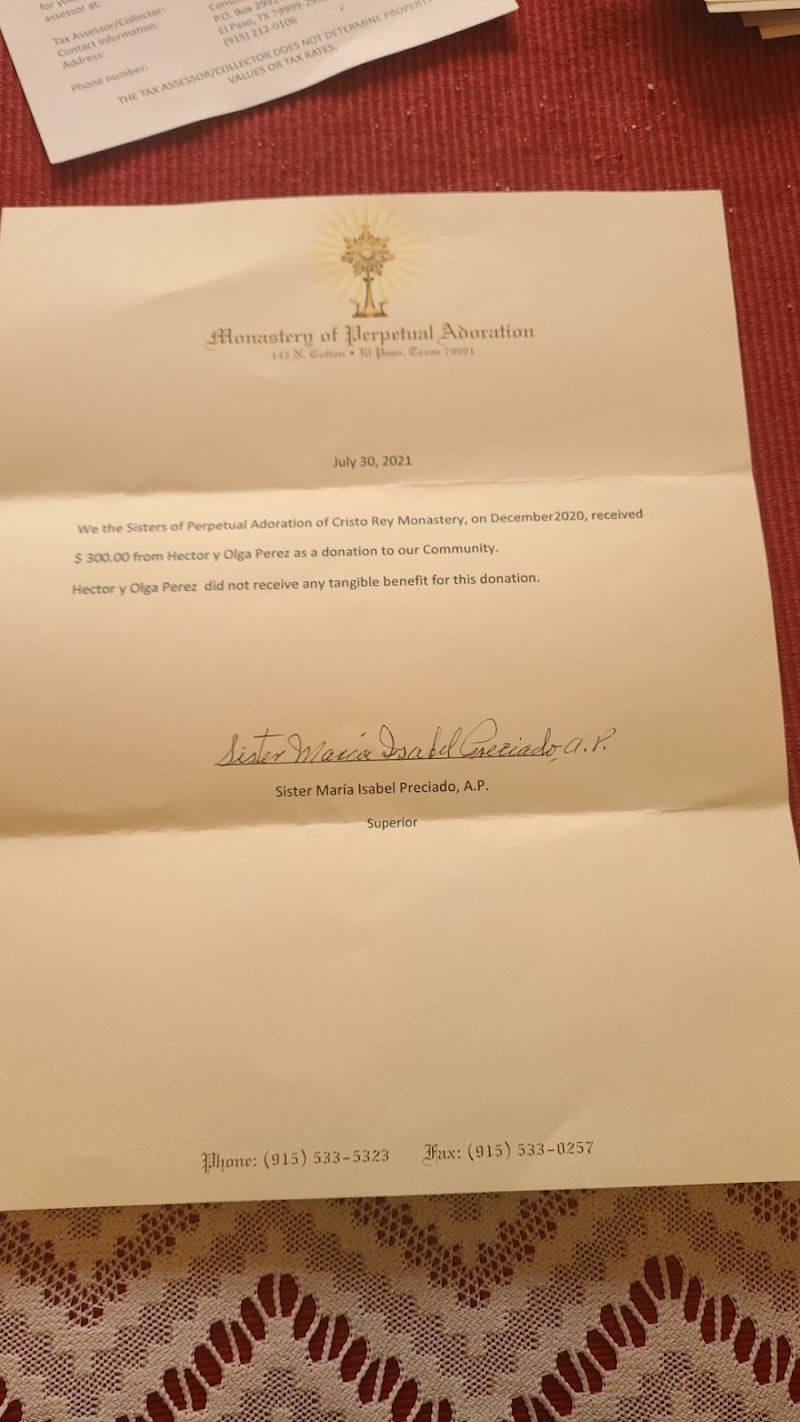 for
assessor at:
Tax Assessor/Collector:
Contact Information:
Address:
P.O. Box
El Paso, TX
(915) 212-0106
Phone number:
THE TAX ASSESSOR/COLLECTOR DOES NOT DETERMINE PROPERTY
VALUES OR TAX RATES.
Monastery of Perpetual Adoration
145 N. Cotton • El Paso, Texas 79901
July 30, 2021
We the Sisters of Perpetual Adoration of Cristo Rey Monastery, on December2020, received
$ 300.00 from Hector y Olga Perez as a donation to our Community.
Hector y Olga Perez did not receive any tangible benefit for this donation.
Sister María Isabel Preciado, A.P.
Sister María Isabel Preciado, A.P.
Superior
Phone: (915) 533-5323 Fax: (915) 533-0257